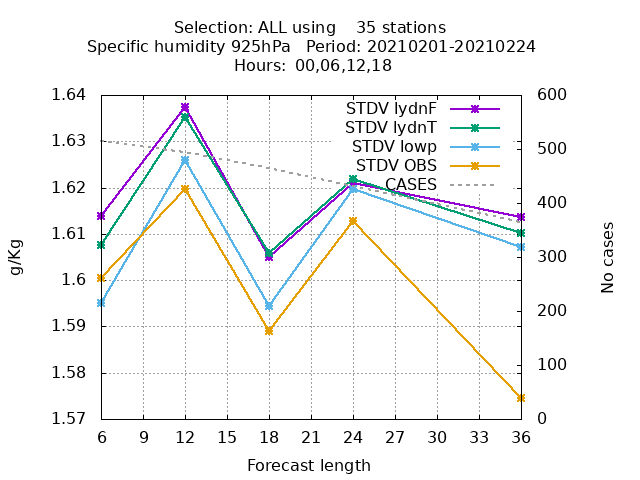 Selection: ALL using    35 stations
Specific humidity 925hPa   Period: 20210201-20210224
Hours:  00,06,12,18
STDV lydnF
STDV lydnT
STDV lowp
STDV OBS
CASES
1.64
1.63
1.62
1.61
1.6
1.59
1.58
1.57
g/Kg
600
500
400
300
200
100
0
No cases
6 9 12 15 18 21 24 27 30 33 36
Forecast length